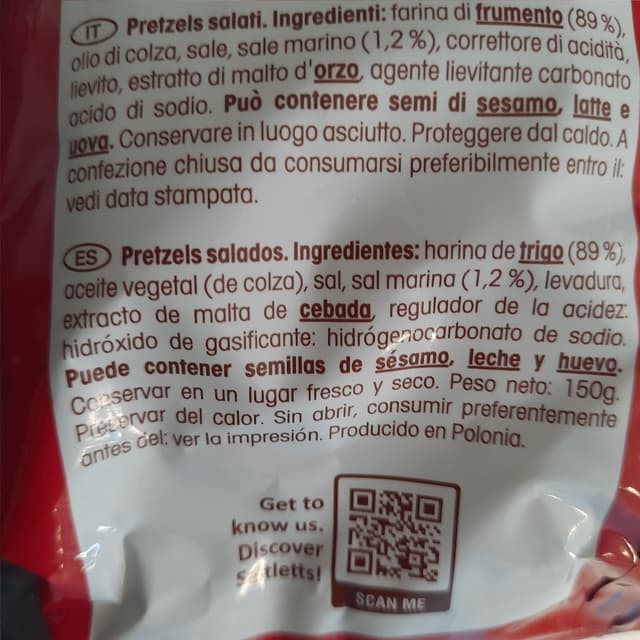 IT Pretzels salati. Ingredienti: farina di frumento (89%),
olio di colza, sale, sale marino (1,2%), correttore di acidità,
lievito, estratto di malto d'orzo, agente lievitante carbonato
acido di sodio. Può contenere semi di sesamo, latte e
uova. Conservare in luogo asciutto. Proteggere dal caldo. A
confezione chiusa da consumarsi preferibilmente entro il:
vedi data stampata.
ES Pretzels salados. Ingredientes: harina de trigo (89%),
aceite vegetal (de colza), sal, sal marina (1,2%), levadura,
extracto de malta de cebada, regulador de la acidez:
hidróxido de gasificante: hidrógenocarbonato de sodio.
Puede contener semillas de sésamo, leche y huevo.
Conservar en un lugar fresco y seco. Peso neto: 150g.
Preservar del calor. Sin abrir, consumir preferentemente
antes del: ver la impresión. Producido en Polonia.
Get to
know us.
Discover
Saltletts!
SCAN ME